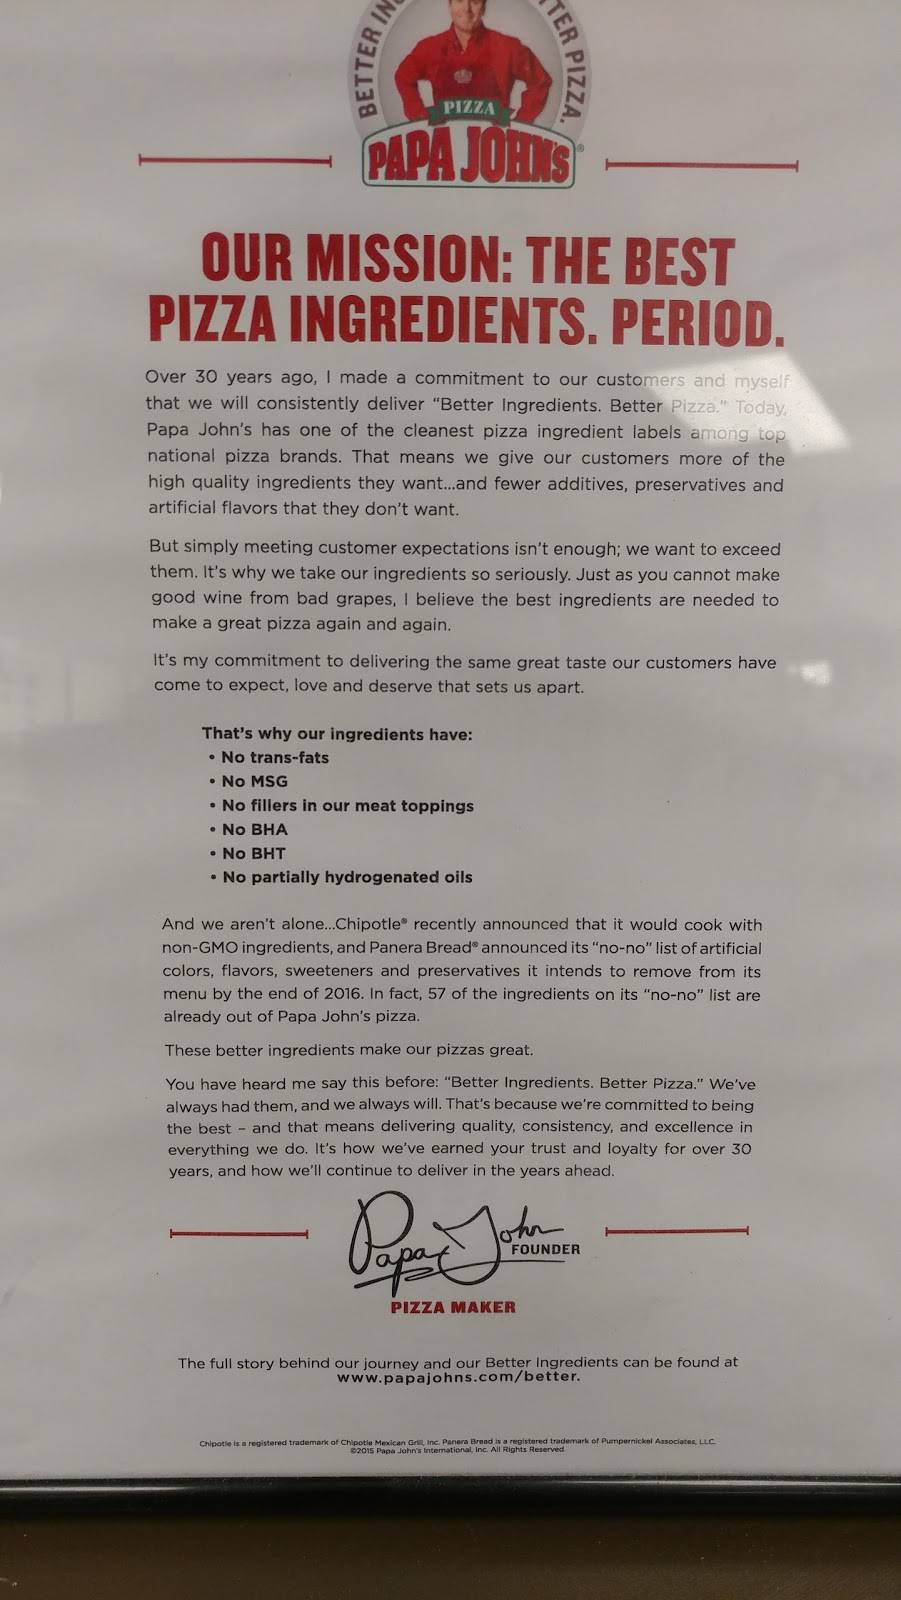 BETTER IN
TTER PIZZA.
PIZZA
PAPA JOHN'S®
OUR MISSION: THE BEST
PIZZA INGREDIENTS. PERIOD.
Over 30 years ago, I made a commitment to our customers and myself
that we will consistently deliver “Better Ingredients. Better Pizza.” Today,
Papa John’s has one of the cleanest pizza ingredient labels among top
national pizza brands. That means we give our customers more of the
high quality ingredients they want...and fewer additives, preservatives and
artificial flavors that they don’t want.
But simply meeting customer expectations isn’t enough; we want to exceed
them. It’s why we take our ingredients so seriously. Just as you cannot make
good wine from bad grapes, I believe the best ingredients are needed to
make a great pizza again and again.
It’s my commitment to delivering the same great taste our customers have
come to expect, love and deserve that sets us apart.
That’s why our ingredients have:
• No trans-fats
• No MSG
• No fillers in our meat toppings
• No BHA
• No BHT
• No partially hydrogenated oils
And we aren’t alone...Chipotle® recently announced that it would cook with
non-GMO ingredients, and Panera Bread® announced its “no-no” list of artificial
colors, flavors, sweeteners and preservatives it intends to remove from its
menu by the end of 2016. In fact, 57 of the ingredients on its “no-no” list are
already out of Papa John’s pizza.
These better ingredients make our pizzas great.
You have heard me say this before: “Better Ingredients. Better Pizza.” We’ve
always had them, and we always will. That’s because we’re committed to being
the best – and that means delivering quality, consistency, and excellence in
everything we do. It’s how we’ve earned your trust and loyalty for over 30
years, and how we’ll continue to deliver in the years ahead.
Papa John
FOUNDER
PIZZA MAKER
The full story behind our journey and our Better Ingredients can be found at
www.papajohns.com/better.
Chipotle is a registered trademark of Chipotle Mexican Grill, Inc. Panera Bread is a registered trademark of Pumpernickel Associates, LLC.
©2015 Papa John's International, Inc. All Rights Reserved.